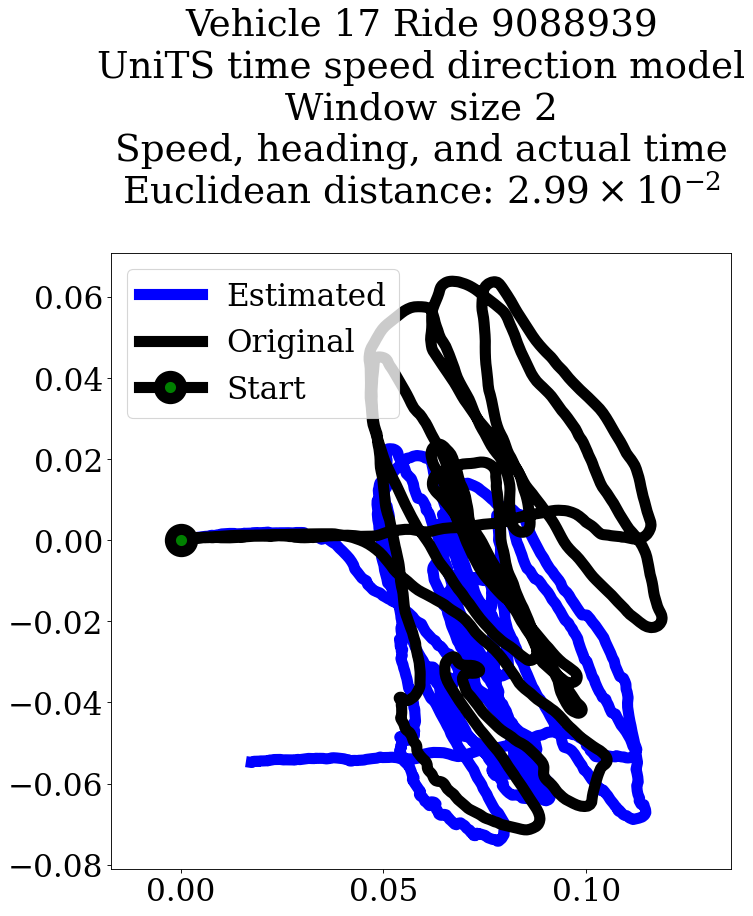 Vehicle 17 Ride 9088939
UniTS time speed direction model
Window size 2
Speed, heading, and actual time
Euclidean distance: 2.99 × 10⁻²
Estimated
Original
Start
0.06
0.04
0.02
0.00
−0.02
−0.04
−0.06
−0.08
0.00 0.05 0.10